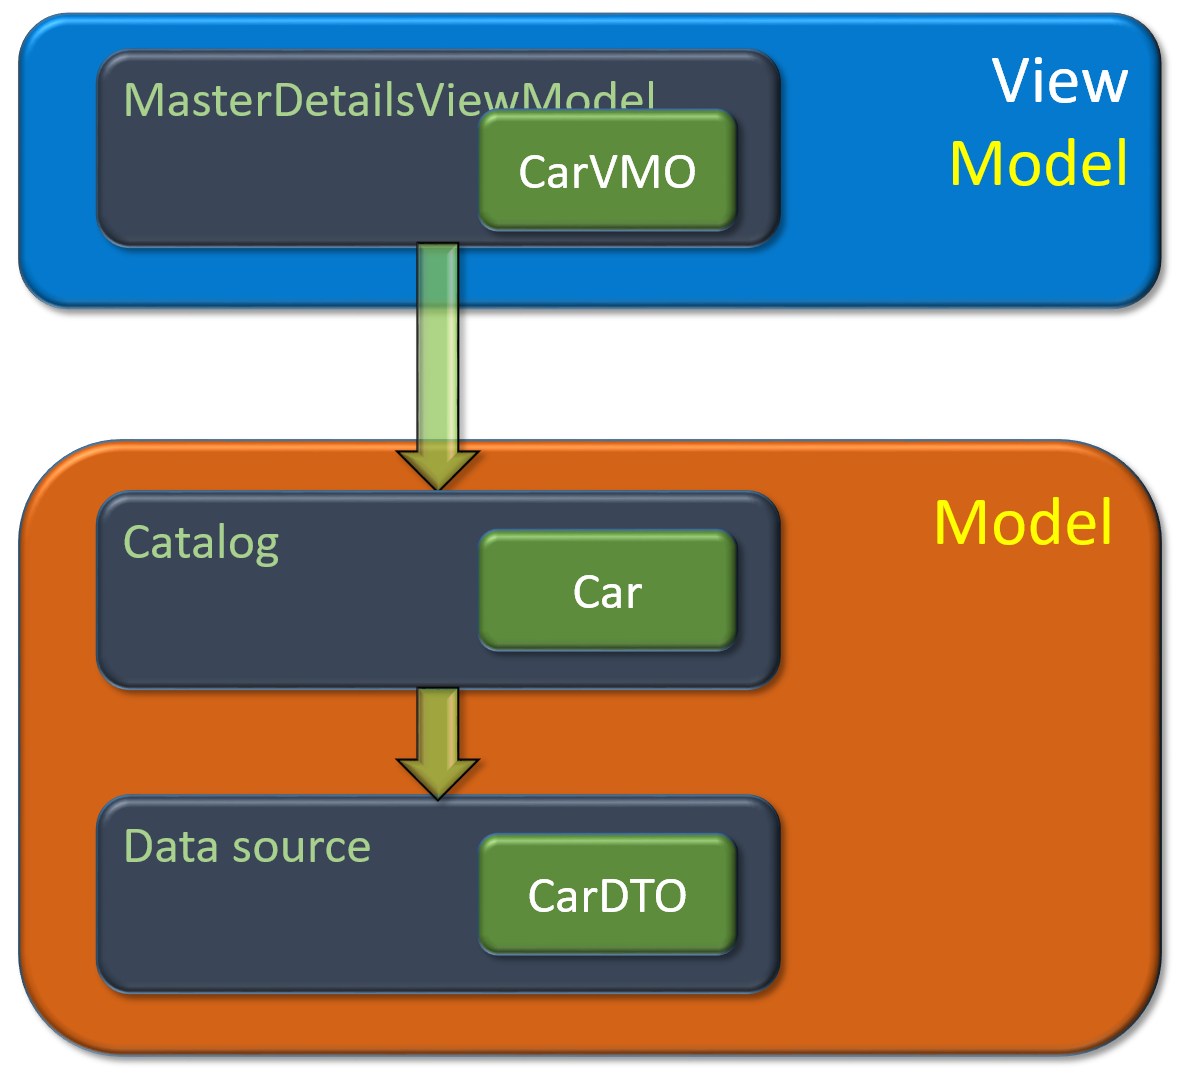 MasterDetailsViewModel
View
Model
CarVMO
Catalog
Model
Car
Data source
CarDTO